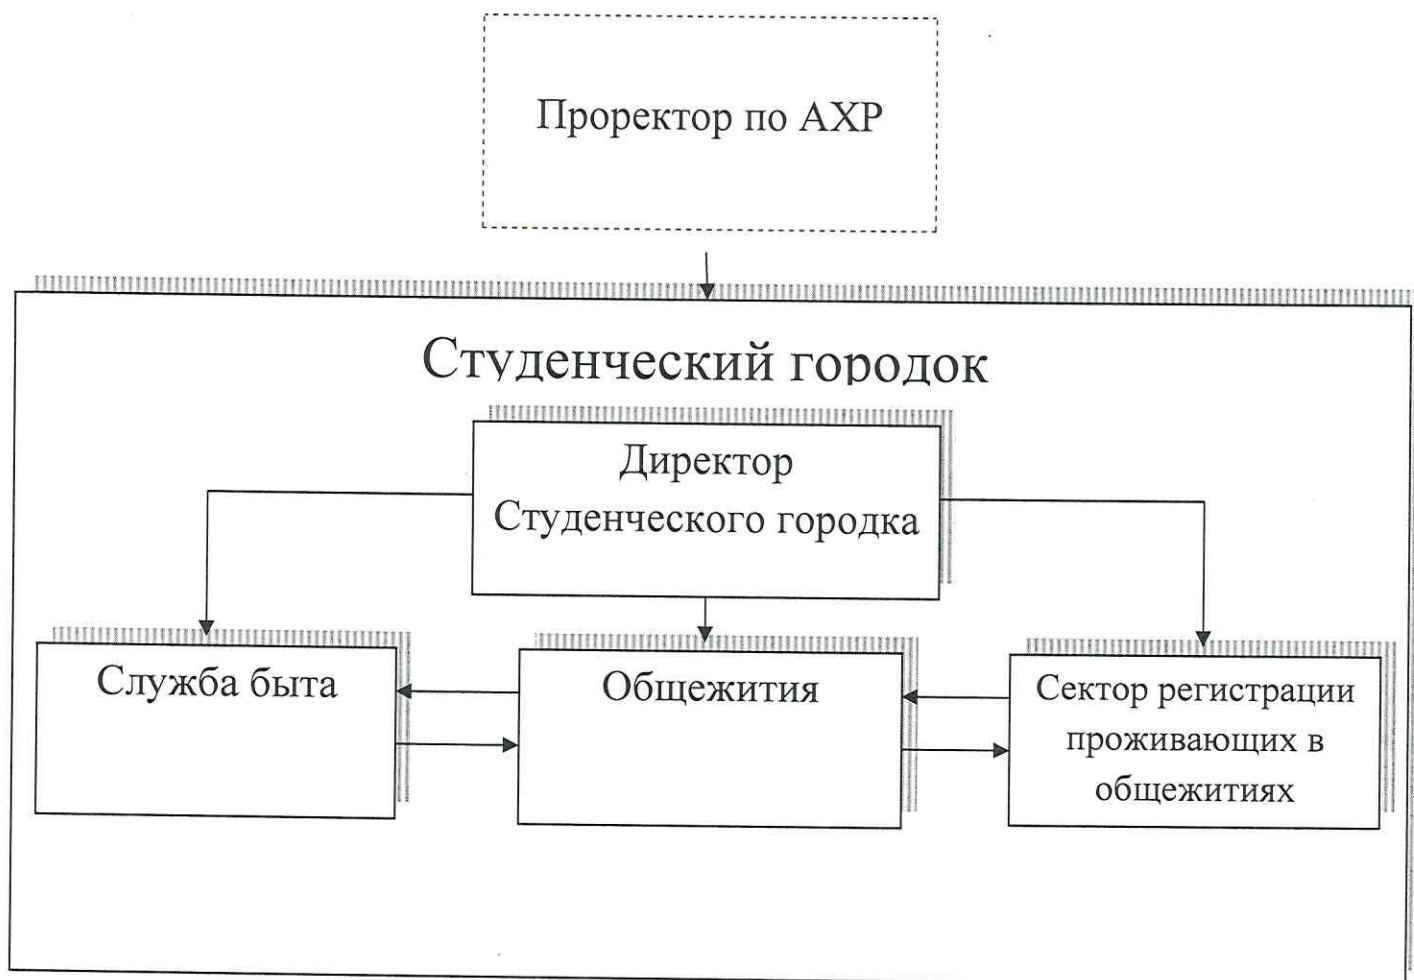 Проректор по АХР
Студенческий городок
Директор
Студенческого городка
Служба быта
Общежития
Сектор регистрации
проживающих в
общежитиях